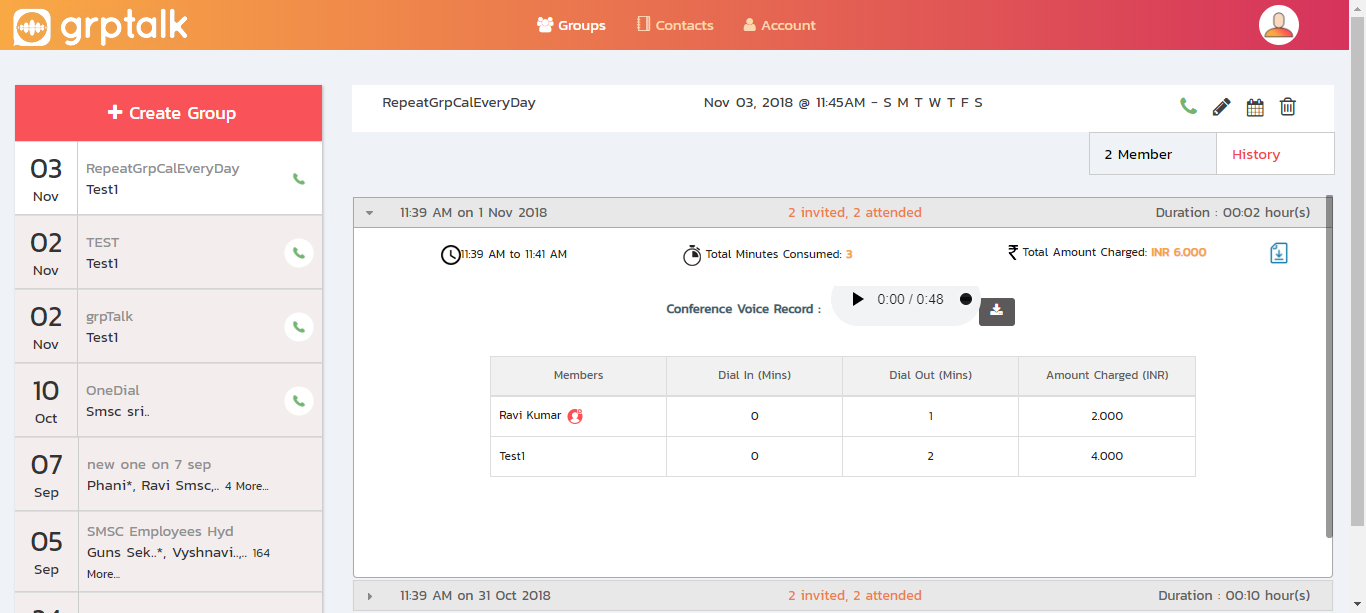 grptalk
Groups Contacts Account
+ Create Group
03 Nov RepeatGrpCalEveryDay
Test1
02 Nov TEST
Test1
02 Nov grpTalk
Test1
10 Oct OneDial
Smsc sri..
07 Sep new one on 7 sep
Phani*, Ravi Smsc,.. 4 More...
05 Sep SMSC Employees Hyd
Guns Sek..*, Vyshnavi..,.. 164
More...
RepeatGrpCalEveryDay Nov 03, 2018 @ 11:45AM - S M T W T F S
2 Member History
11:39 AM on 1 Nov 2018 2 invited, 2 attended Duration : 00:02 hour(s)
11:39 AM to 11:41 AM Total Minutes Consumed: 3 ₹ Total Amount Charged: INR 6.000
Conference Voice Record : 0:00 / 0:48
Members Dial In (Mins) Dial Out (Mins) Amount Charged (INR)
Ravi Kumar 0 1 2.000
Test1 0 2 4.000
11:39 AM on 31 Oct 2018 2 invited, 2 attended Duration : 00:10 hour(s)